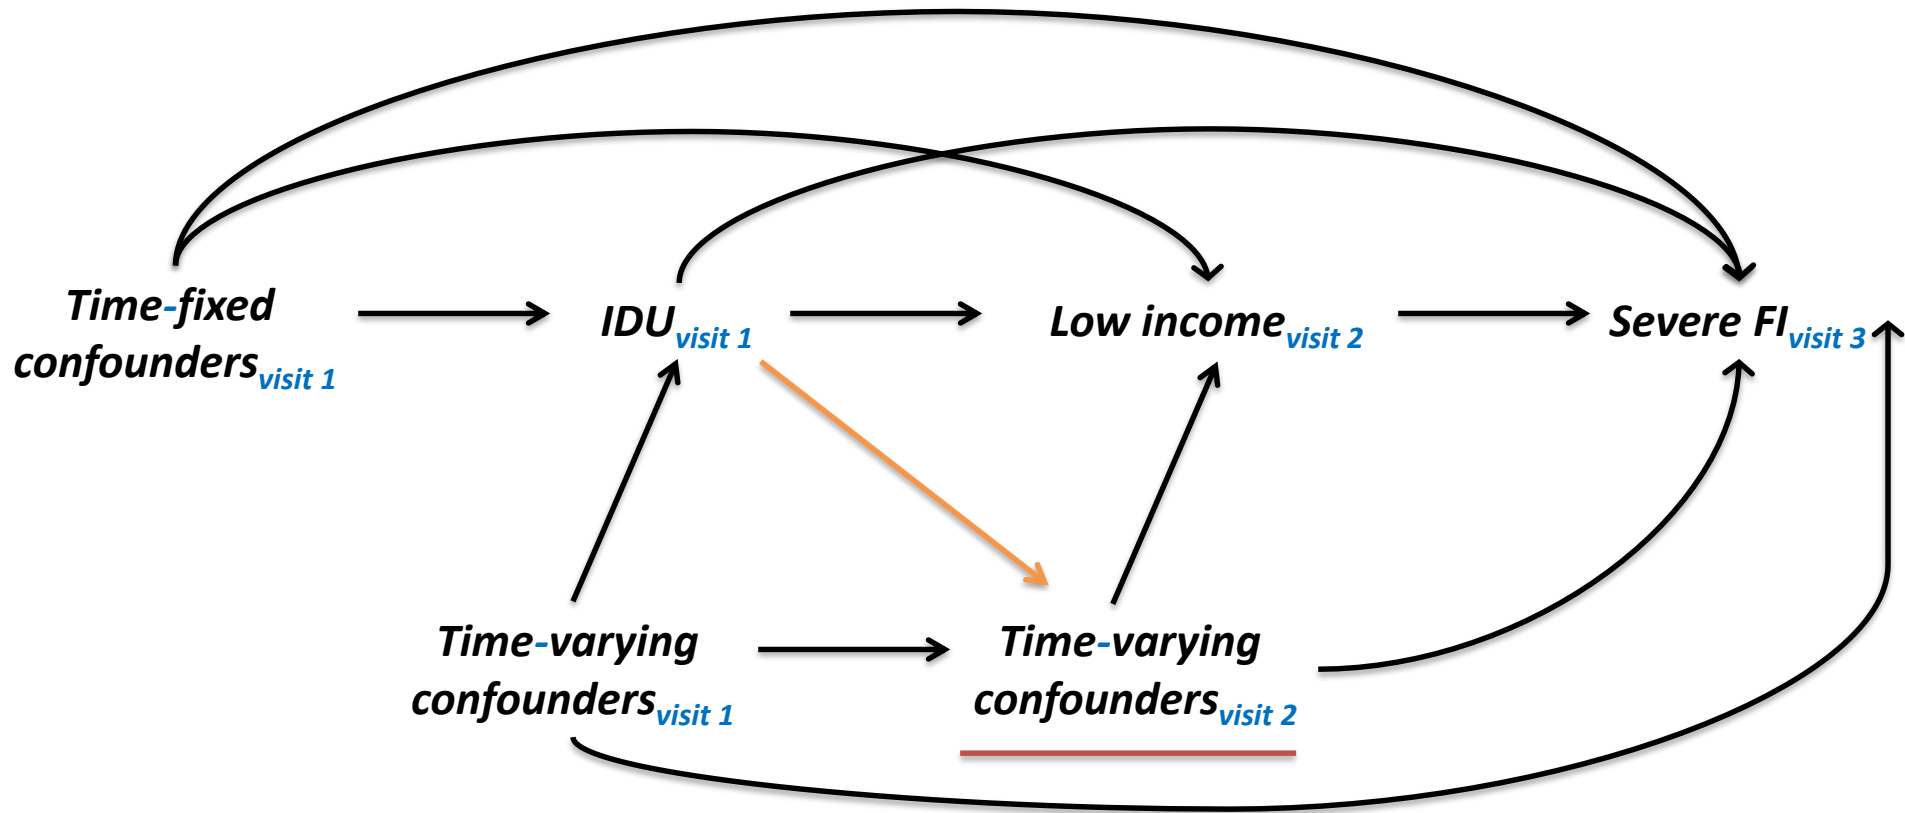 Time-fixed
confounders visit 1
IDU visit 1
Low income visit 2
Severe FI visit 3
Time-varying
confounders visit 1
Time-varying
confounders visit 2